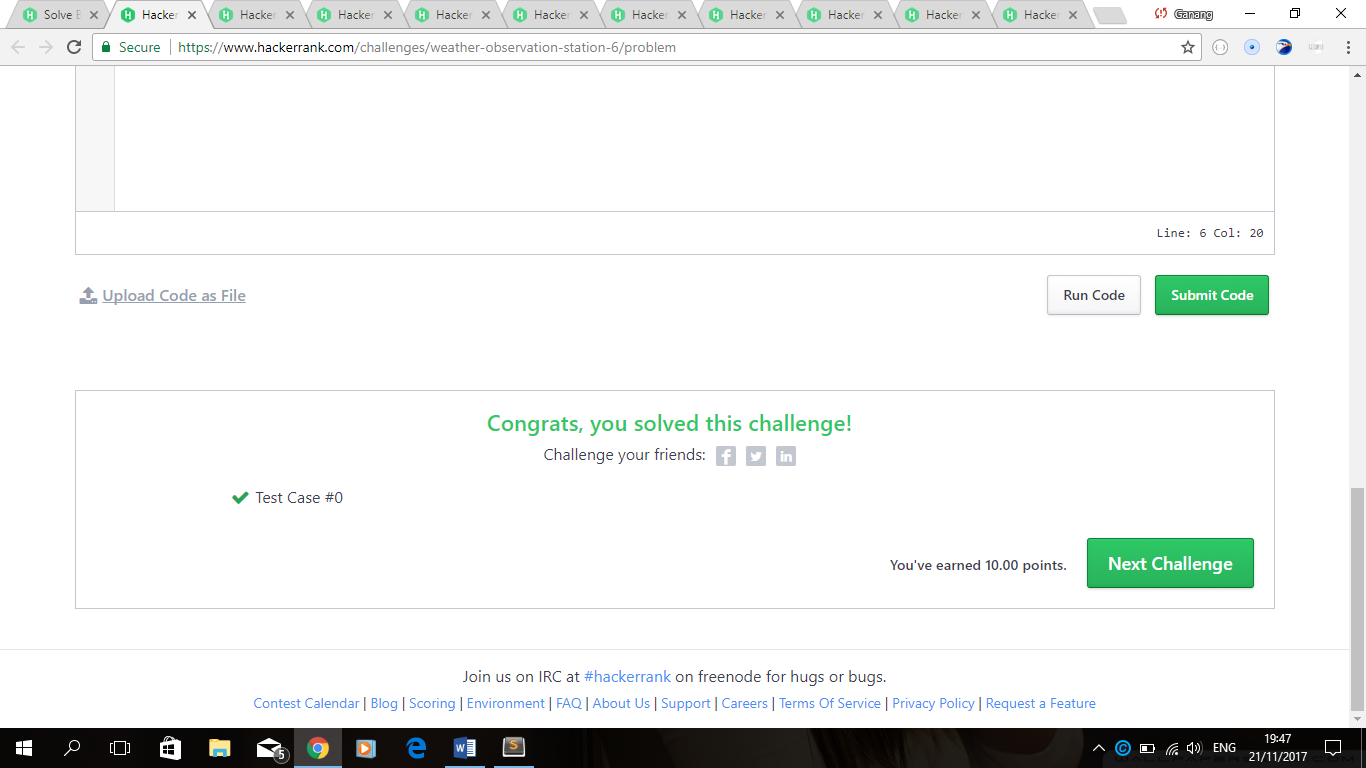 Solve B
Hacker
Hacker
Hacker
Hacker
Hacker
Hacker
Hacker
Hacker
Hacker
Hacker
Ganang
Secure
https://www.hackerrank.com/challenges/weather-observation-station-6/problem
Line: 6 Col: 20
Upload Code as File
Run Code
Submit Code
Congrats, you solved this challenge!
Challenge your friends:
Test Case #0
You've earned 10.00 points.
Next Challenge
Join us on IRC at #hackerrank on freenode for hugs or bugs.
Contest Calendar | Blog | Scoring | Environment | FAQ | About Us | Support | Careers | Terms Of Service | Privacy Policy | Request a Feature
5
ENG
19:47
21/11/2017